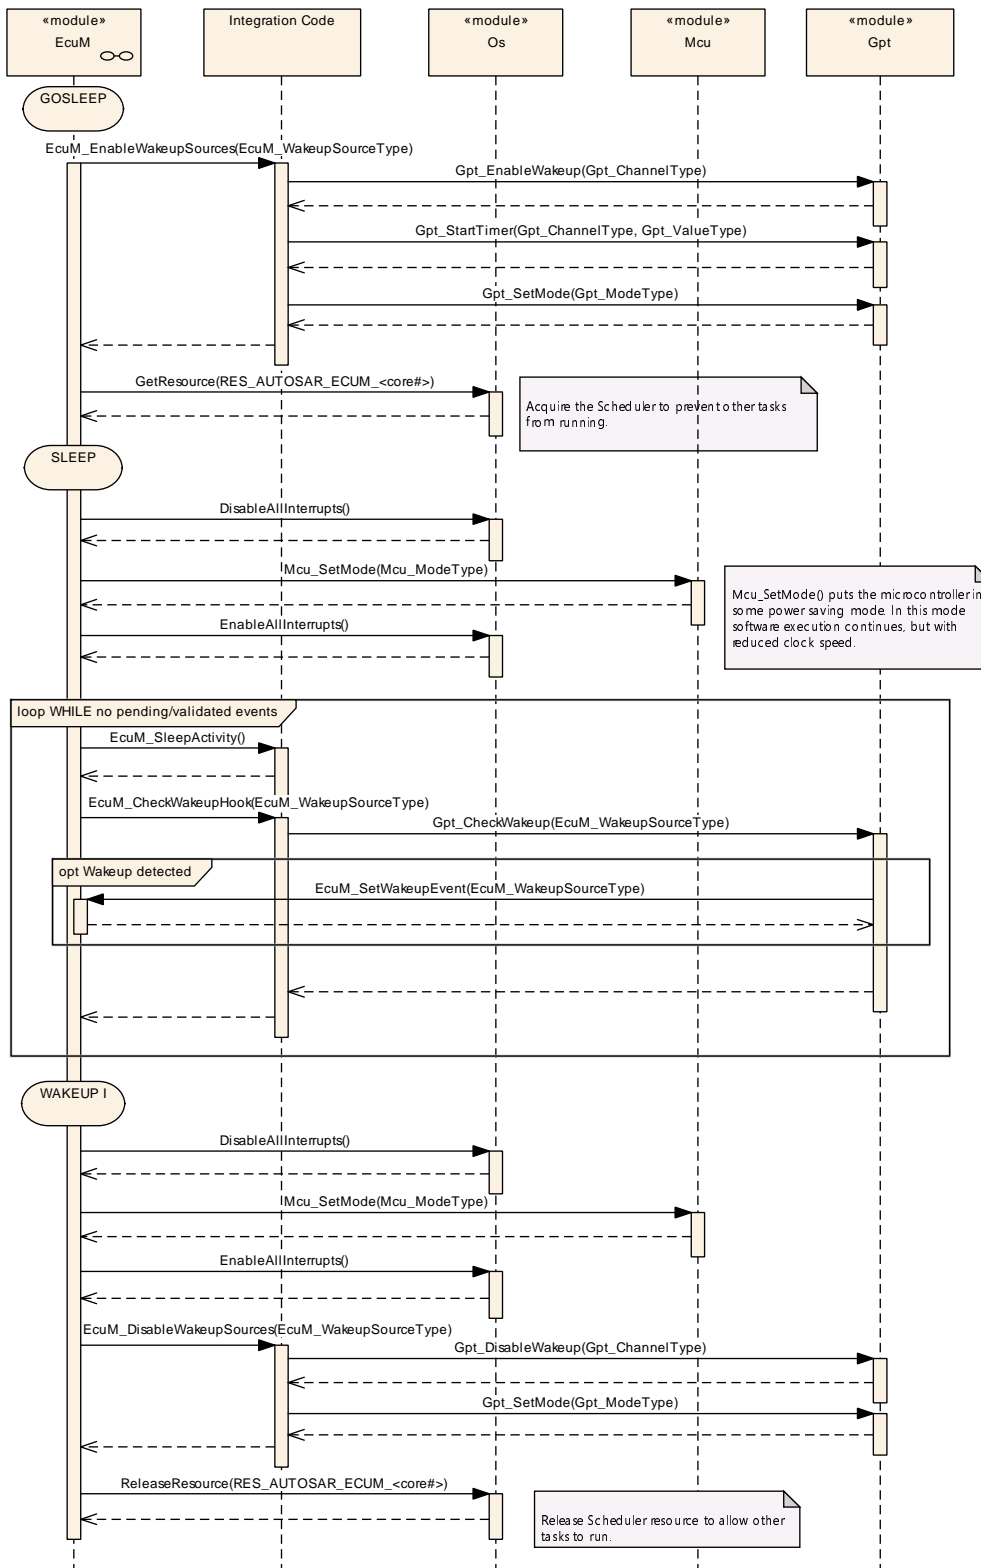 «module»
EcuM
Integration Code
«module»
Os
«module»
Mcu
«module»
Gpt
GOSLEEP
EcuM_EnableWakeupSources(EcuM_WakeupSourceType)
Gpt_EnableWakeup(Gpt_ChannelType)
Gpt_StartTimer(Gpt_ChannelType, Gpt_ValueType)
Gpt_SetMode(Gpt_ModeType)
GetResource(RES_AUTOSAR_ECUM_<core#>)
Acquire the Scheduler to prevent other tasks
from running.
SLEEP
DisableAllInterrupts()
Mcu_SetMode(Mcu_ModeType)
Mcu_SetMode() puts the microcontroller in
some power saving mode. In this mode
software execution continues, but with
reduced clock speed.
EnableAllInterrupts()
loop WHILE no pending/validated events
EcuM_SleepActivity()
EcuM_CheckWakeupHook(EcuM_WakeupSourceType)
Gpt_CheckWakeup(EcuM_WakeupSourceType)
opt Wakeup detected
EcuM_SetWakeupEvent(EcuM_WakeupSourceType)
WAKEUP I
DisableAllInterrupts()
Mcu_SetMode(Mcu_ModeType)
EnableAllInterrupts()
EcuM_DisableWakeupSources(EcuM_WakeupSourceType)
Gpt_DisableWakeup(Gpt_ChannelType)
Gpt_SetMode(Gpt_ModeType)
ReleaseResource(RES_AUTOSAR_ECUM_<core#>)
Release Scheduler resource to allow other
tasks to run.